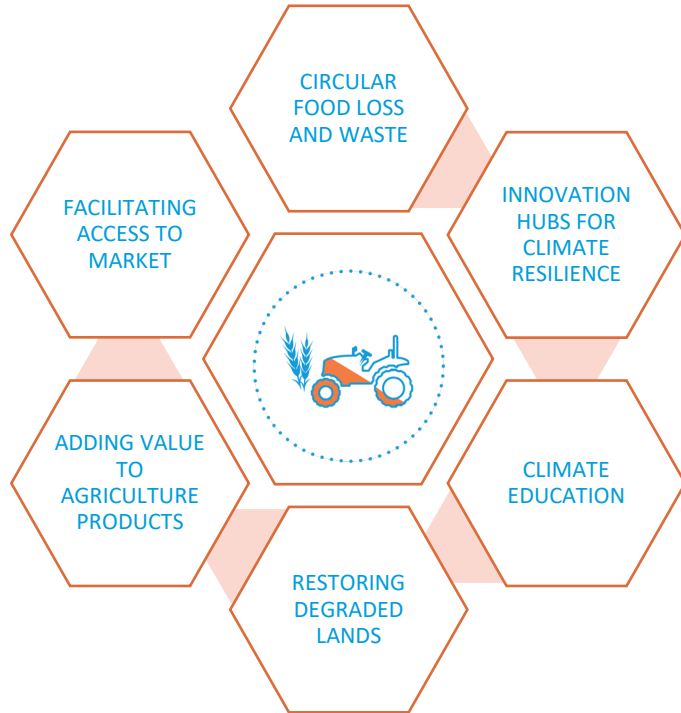 CIRCULAR
FOOD LOSS
AND WASTE
INNOVATION
HUBS FOR
CLIMATE
RESILIENCE
CLIMATE
EDUCATION
RESTORING
DEGRADED
LANDS
ADDING VALUE
TO
AGRICULTURE
PRODUCTS
FACILITATING
ACCESS TO
MARKET